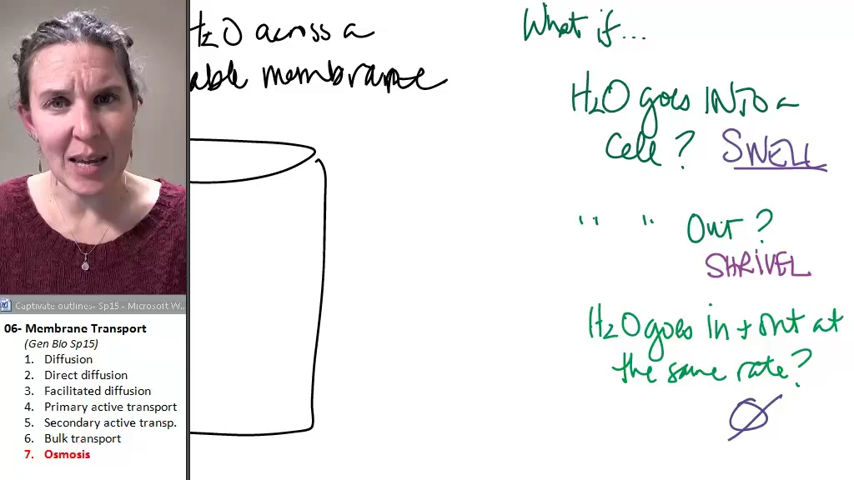 H2O across a
able membrane
What if...
H2O goes INTO a
cell? SWELL
" " Out?
SHRIVEL
H2O goes in + out at
the same rate?
Ø
Captivate outlines- Sp15 - Microsoft W.
06- Membrane Transport
(Gen Bio Sp15)
1. Diffusion
2. Direct diffusion
3. Facilitated diffusion
4. Primary active transport
5. Secondary active transp.
6. Bulk transport
7. Osmosis